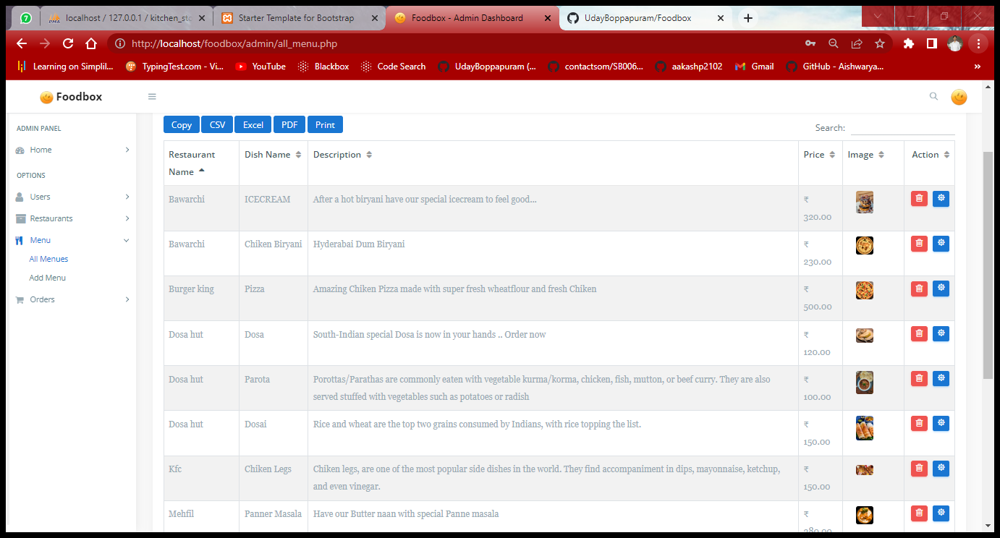 7
PMA
localhost / 127.0.0.1 / kitchen_sto
Starter Template for Bootstrap
Foodbox - Admin Dashboard
UdayBoppapuram/Foodbox
http://localhost/foodbox/admin/all_menu.php
Learning on Simplil...
TypingTest.com - Vi...
YouTube
Blackbox
Code Search
UdayBoppapuram (...
contactsom/SB006...
aakashp2102
Gmail
GitHub - Aishwarya...
»
Foodbox
ADMIN PANEL
Home
OPTIONS
Users
Restaurants
Menu
All Menues
Add Menu
Orders
Copy CSV Excel PDF Print
Search:
Restaurant
Name
Dish Name
Description
Price
Image
Action
Bawarchi ICECREAM After a hot biryani have our special icecream to feel good... ₹
320.00
Bawarchi Chiken Biryani Hyderabai Dum Biryani ₹
230.00
Burger king Pizza Amazing Chiken Pizza made with super fresh wheatflour and fresh Chiken ₹
500.00
Dosa hut Dosa South-Indian special Dosa is now in your hands .. Order now ₹
120.00
Dosa hut Parota Porottas/Parathas are commonly eaten with vegetable kurma/korma, chicken, fish, mutton, or beef curry. They are also ₹
served stuffed with vegetables such as potatoes or radish 100.00
Dosa hut Dosai Rice and wheat are the top two grains consumed by Indians, with rice topping the list. ₹
150.00
Kfc Chiken Legs Chiken legs, are one of the most popular side dishes in the world. They find accompaniment in dips, mayonnaise, ketchup, ₹
and even vinegar. 150.00
Mehfil Panner Masala Have our Butter naan with special Panne masala ₹
280.00